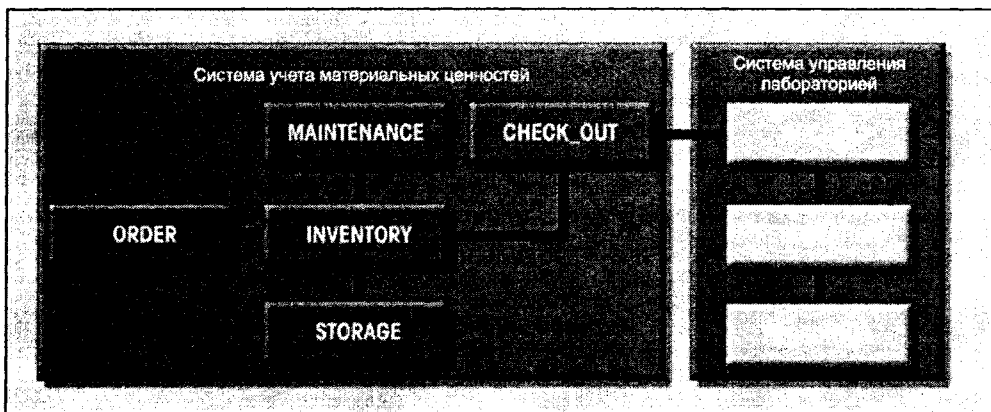 Система учета материальных ценностей
Система управления
лабораторией
MAINTENANCE
CHECK_OUT
ORDER
INVENTORY
STORAGE